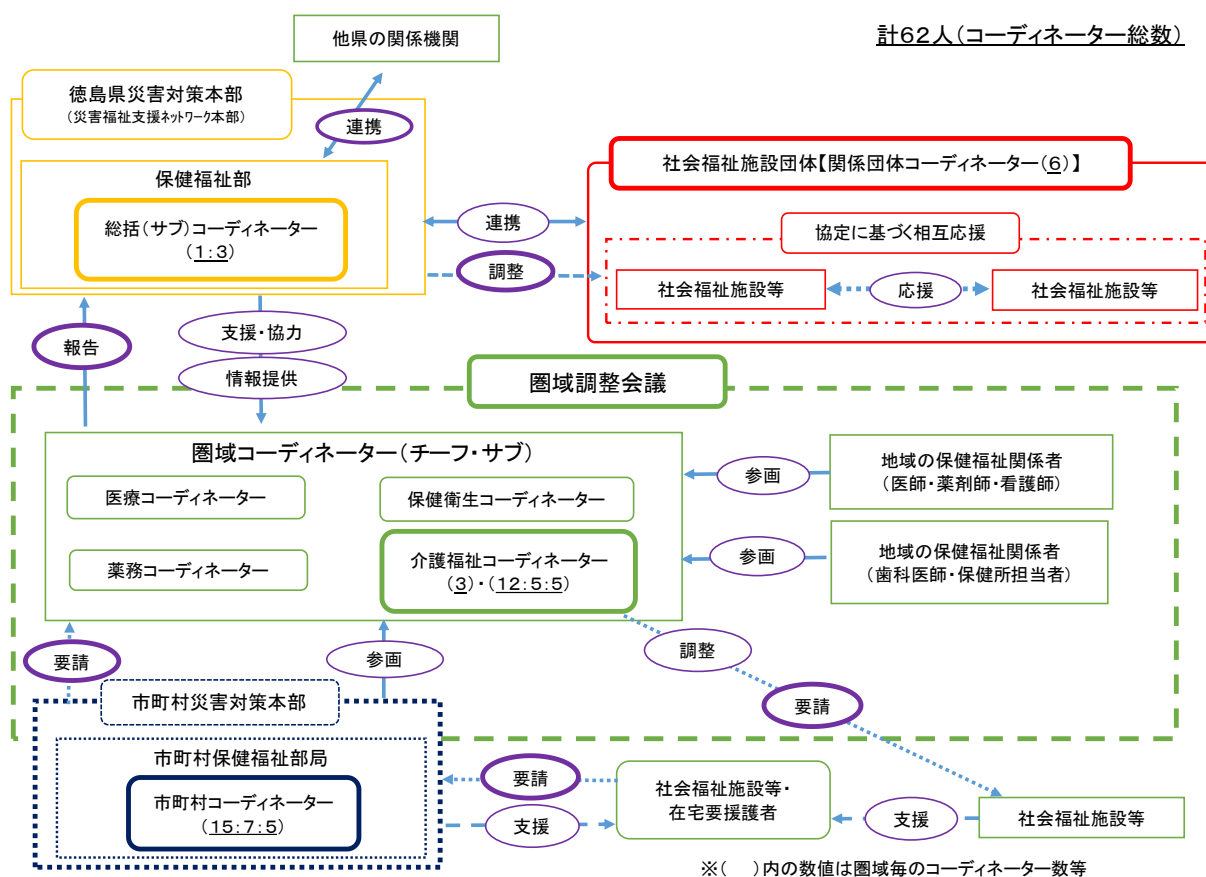 他県の関係機関
計62人(コーディネーター総数)
徳島県災害対策本部
(災害福祉支援ネットワーク本部)
連携
保健福祉部
総括(サブ)コーディネーター
(1:3)
社会福祉施設団体【関係団体コーディネーター(6)】
連携
調整
協定に基づく相互応援
社会福祉施設等
応援
社会福祉施設等
報告
支援・協力
情報提供
圏域調整会議
圏域コーディネーター(チーフ・サブ)
医療コーディネーター
保健衛生コーディネーター
薬務コーディネーター
介護福祉コーディネーター
(3)・(12:5:5)
参画
地域の保健福祉関係者
(医師・薬剤師・看護師)
参画
地域の保健福祉関係者
(歯科医師・保健所担当者)
要請
参画
調整
要請
市町村災害対策本部
市町村保健福祉部局
市町村コーディネーター
(15:7:5)
要請
支援
社会福祉施設等・
在宅要援護者
支援
社会福祉施設等
※( )内の数値は圏域毎のコーディネーター数等